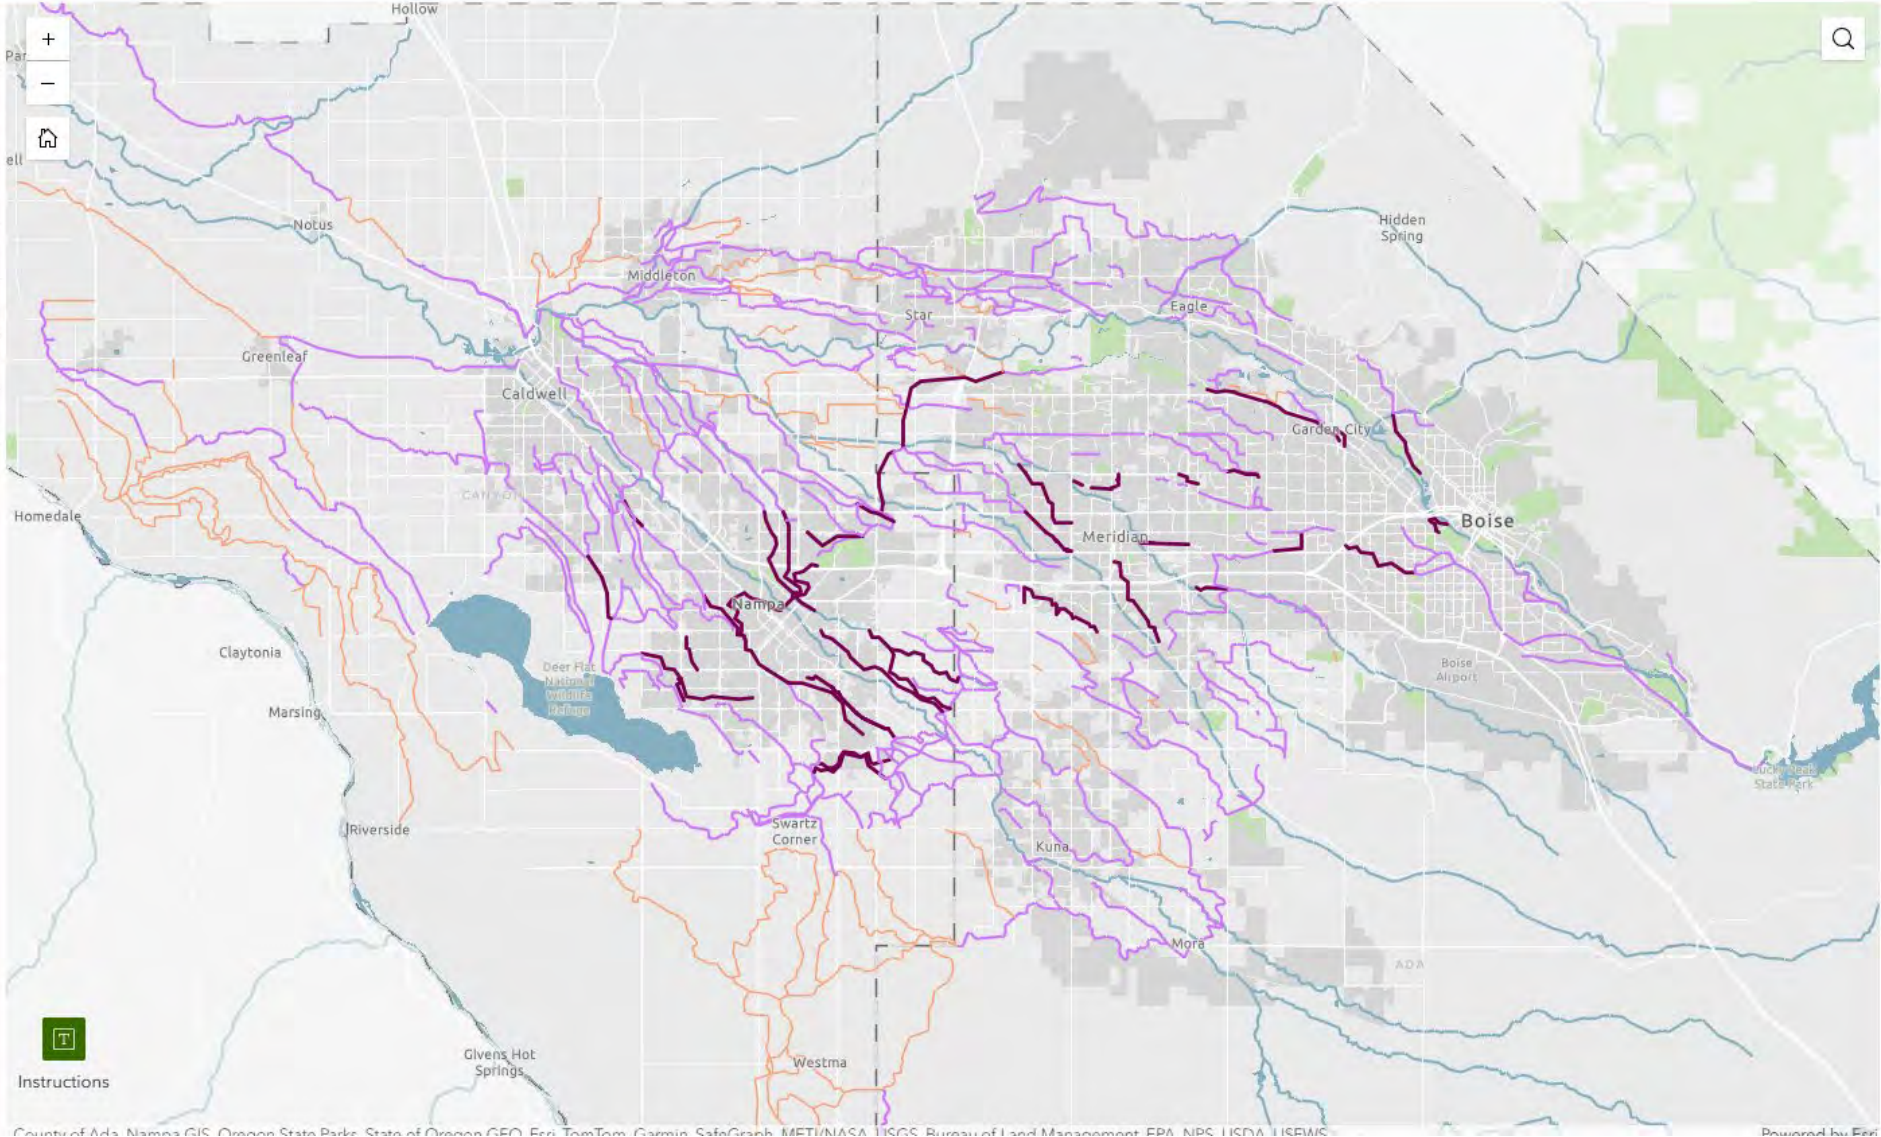 Hollow
+
Par
−
ell
Notus
Hidden
Spring
Middleton
Eagle
Star
Greenleaf
Caldwell
Garden City
CANYON
Homedale
Boise
Meridian
Nampa
Claytonia
Deer Flat
National
Wildlife
Refuge
Boise
Airport
Marsing
Lucky Peak
State Park
Riverside
Swartz
Corner
Kuna
Mora
ADA
T
Givens Hot
Springs
Westma
Instructions
County of Ada, Nampa GIS, Oregon State Parks, State of Oregon GEO, Esri, TomTom, Garmin, SafeGraph, METI/NASA, USGS, Bureau of Land Management, EPA, NPS, USDA, USFWS
Powered by Esri